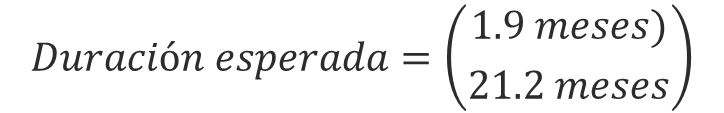 Duración esperada = (1.9 meses)
21.2 meses)